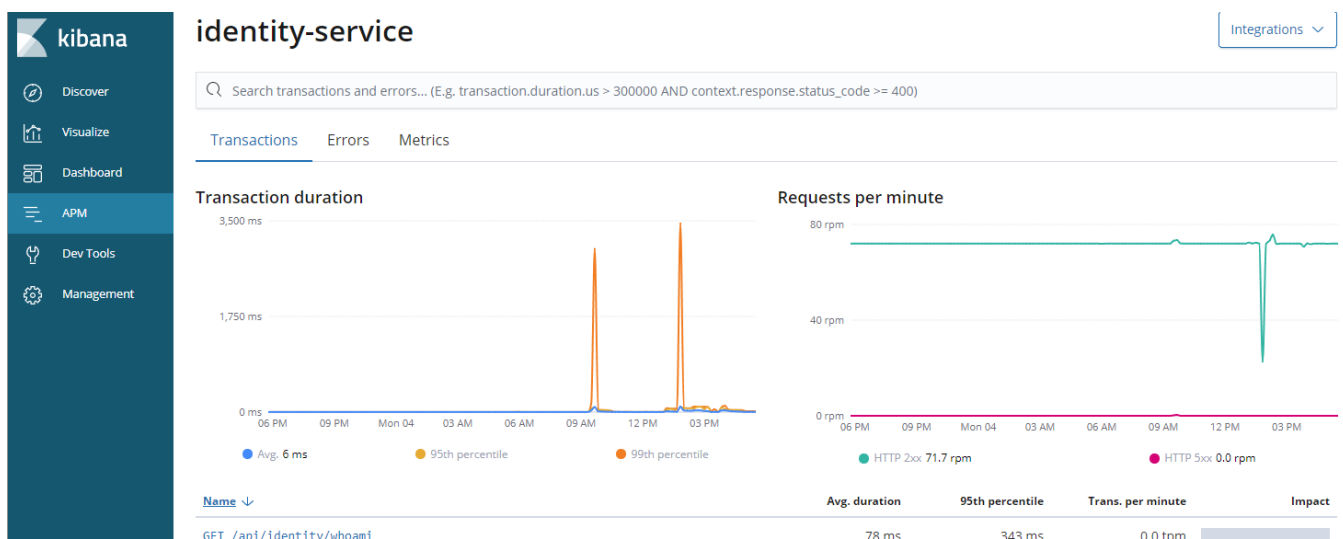 kibana
Discover
Visualize
Dashboard
APM
Dev Tools
Management
identity-service
Integrations
Search transactions and errors... (E.g. transaction.duration.us > 300000 AND context.response.status_code >= 400)
Transactions Errors Metrics
Transaction duration
3,500 ms
1,750 ms
0 ms
06 PM 09 PM Mon 04 03 AM 06 AM 09 AM 12 PM 03 PM
Avg. 6 ms 95th percentile 99th percentile
Requests per minute
80 rpm
40 rpm
0 rpm
06 PM 09 PM Mon 04 03 AM 06 AM 09 AM 12 PM 03 PM
HTTP 2xx 71.7 rpm HTTP 5xx 0.0 rpm
Name Avg. duration 95th percentile Trans. per minute Impact
GET /api/identity/whoami 78 ms 343 ms 0.0 tpm